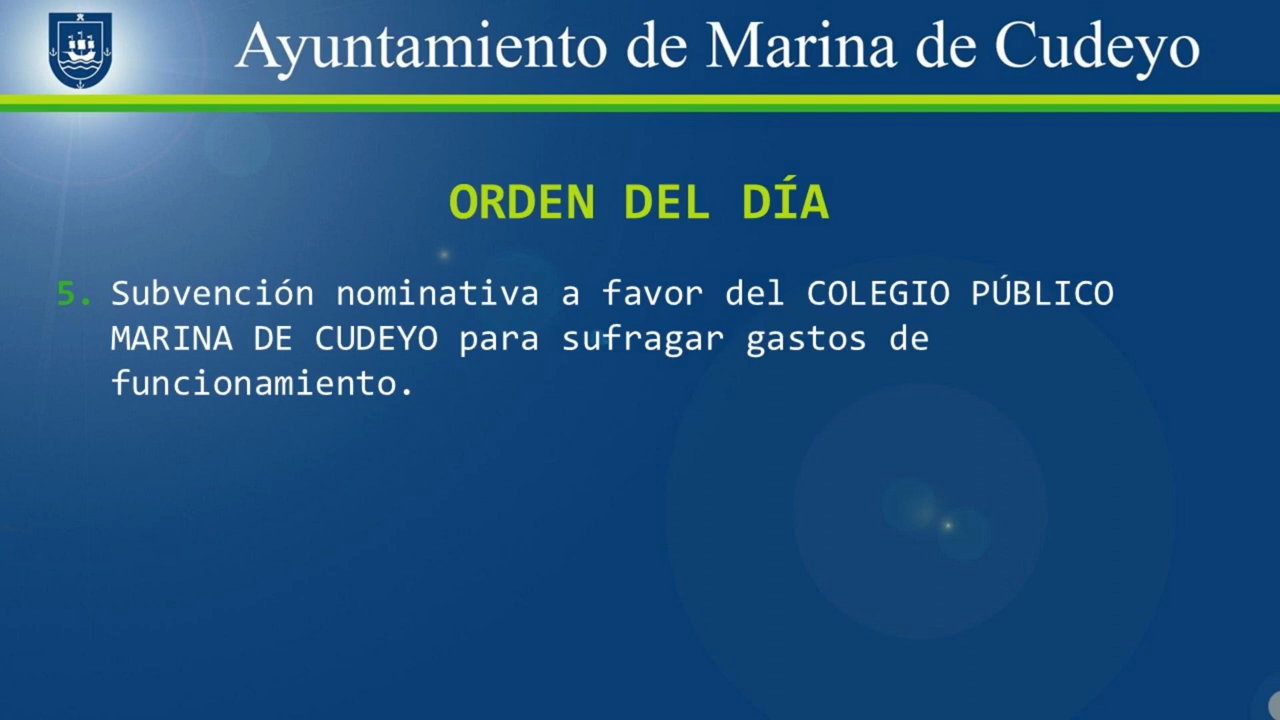 Ayuntamiento de Marina de Cudeyo
ORDEN DEL DÍA
5. Subvención nominativa a favor del COLEGIO PÚBLICO
MARINA DE CUDEYO para sufragar gastos de
funcionamiento.